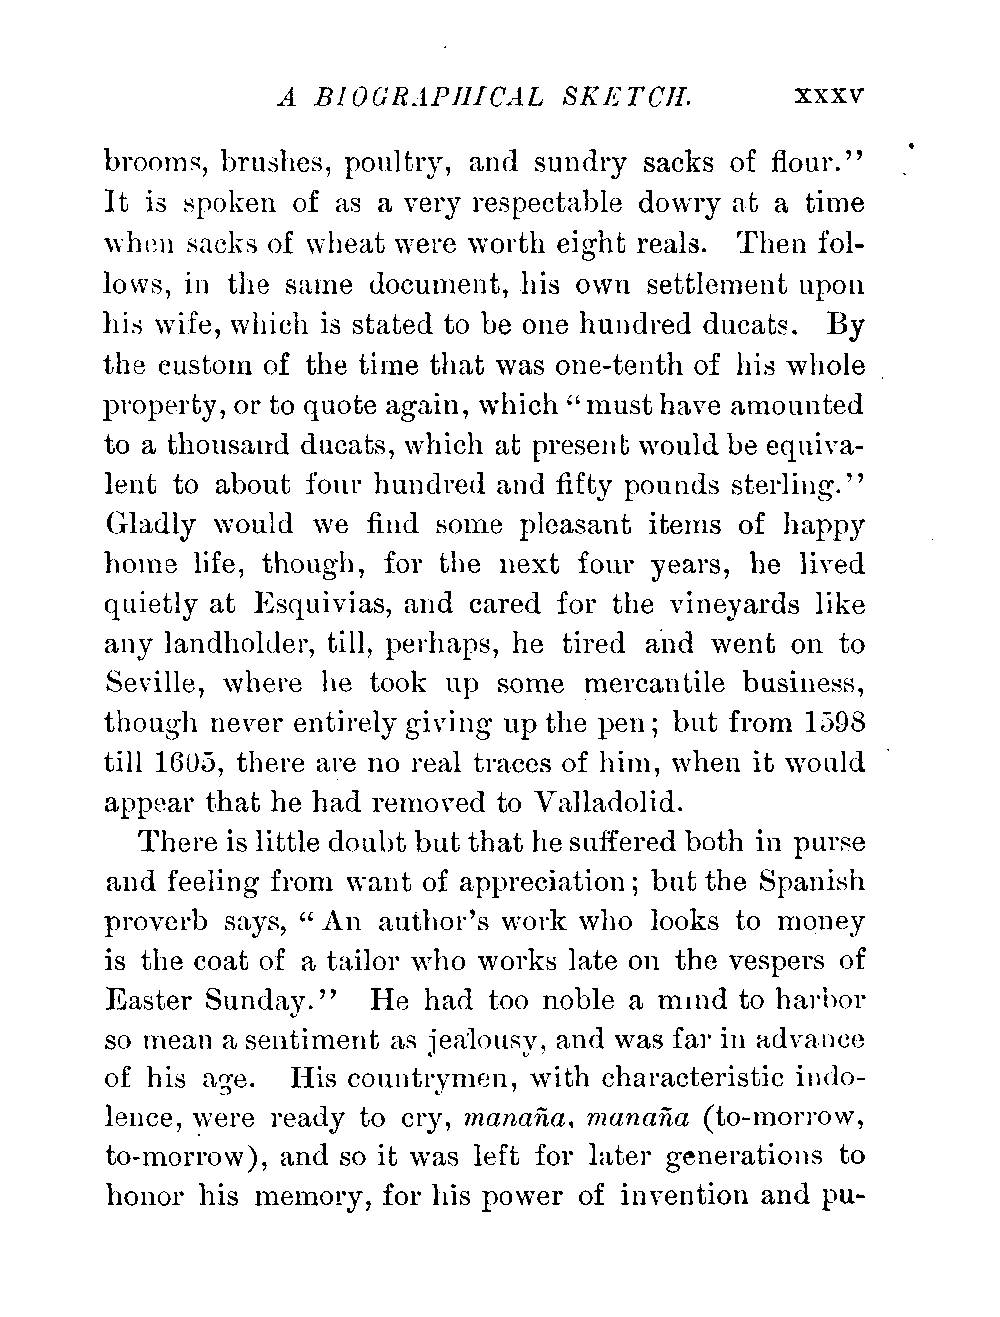 A BIOGRAPHICAL SKETCH. xxxv
brooms, brushes, poultry, and sundry sacks of flour.”
It is spoken of as a very respectable dowry at a time
when sacks of wheat were worth eight reals. Then fol-
lows, in the same document, his own settlement upon
his wife, which is stated to be one hundred ducats. By
the custom of the time that was one-tenth of his whole
property, or to quote again, which “must have amounted
to a thousand ducats, which at present would be equiva-
lent to about four hundred and fifty pounds sterling.”
Gladly would we find some pleasant items of happy
home life, though, for the next four years, he lived
quietly at Esquivias, and cared for the vineyards like
any landholder, till, perhaps, he tired and went on to
Seville, where he took up some mercantile business,
though never entirely giving up the pen; but from 1598
till 1605, there are no real traces of him, when it would
appear that he had removed to Valladolid.
There is little doubt but that he suffered both in purse
and feeling from want of appreciation; but the Spanish
proverb says, “An author’s work who looks to money
is the coat of a tailor who works late on the vespers of
Easter Sunday.” He had too noble a mind to harbor
so mean a sentiment as jealousy, and was far in advance
of his age. His countrymen, with characteristic indo-
lence, were ready to cry, manaña, manaña (to-morrow,
to-morrow), and so it was left for later generations to
honor his memory, for his power of invention and pu-